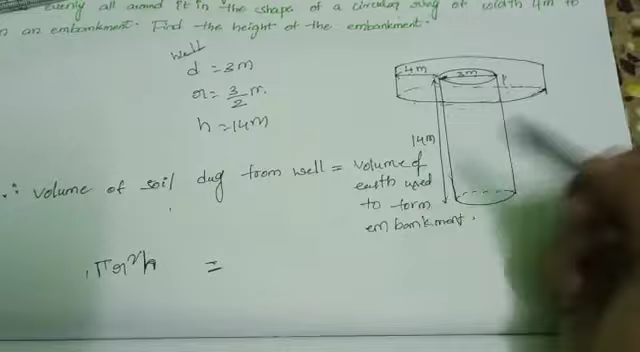 evenly all around it in the shape of a circular ring of width 4m to
an embankment. Find the height of the embankment.
Well
d = 3m
r = 3/2 m.
h = 14m
4m
3m
14m
∴ Volume of soil dug from well = volume of
earth used
to form
embankment.
πr²h =